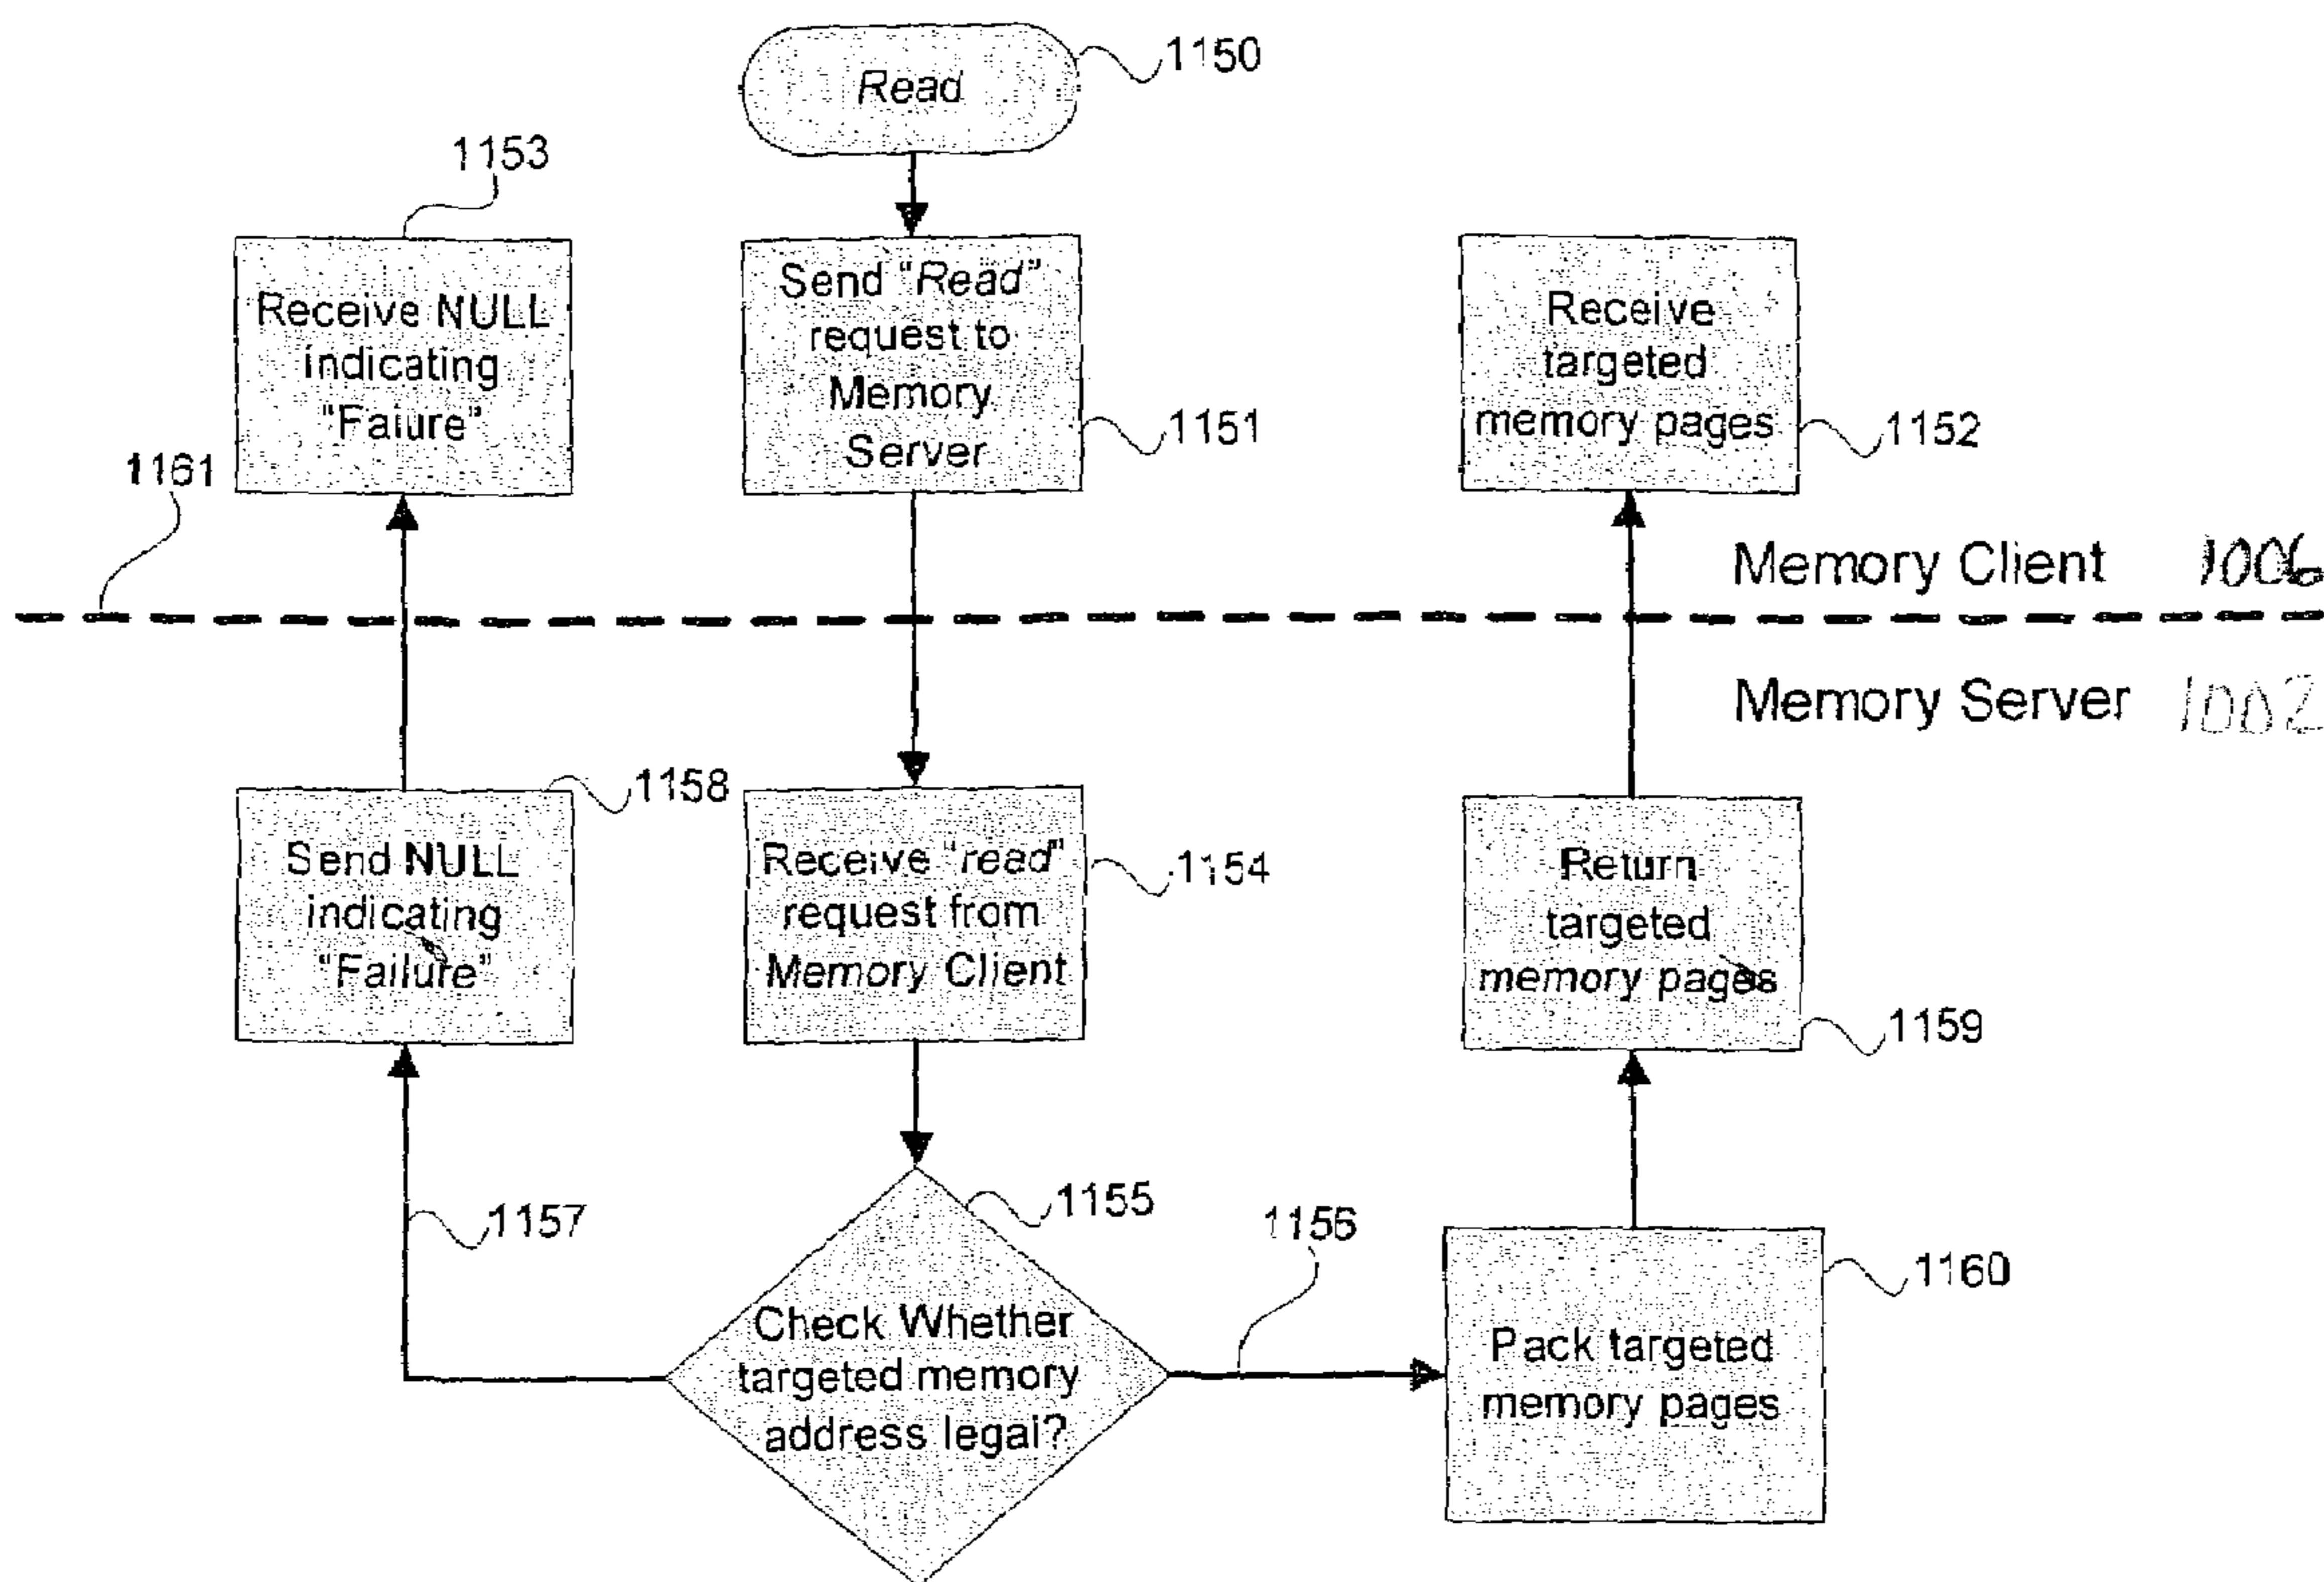 Read
1150
1153
Receive NULL
indicating
"Faiure"
Send "Read"
request to
Memory
Server
1151
Receive
targeted
memory pages
1152
1161
Memory Client 1006
Memory Server 1002
1158
Send NULL
indicating
"Failure"
Receive "read"
request from
Memory Client
1154
Return
targeted
memory pages
1159
1157
1155
1156
Check Whether
targeted memory
address legal?
Pack targeted
memory pages
1160